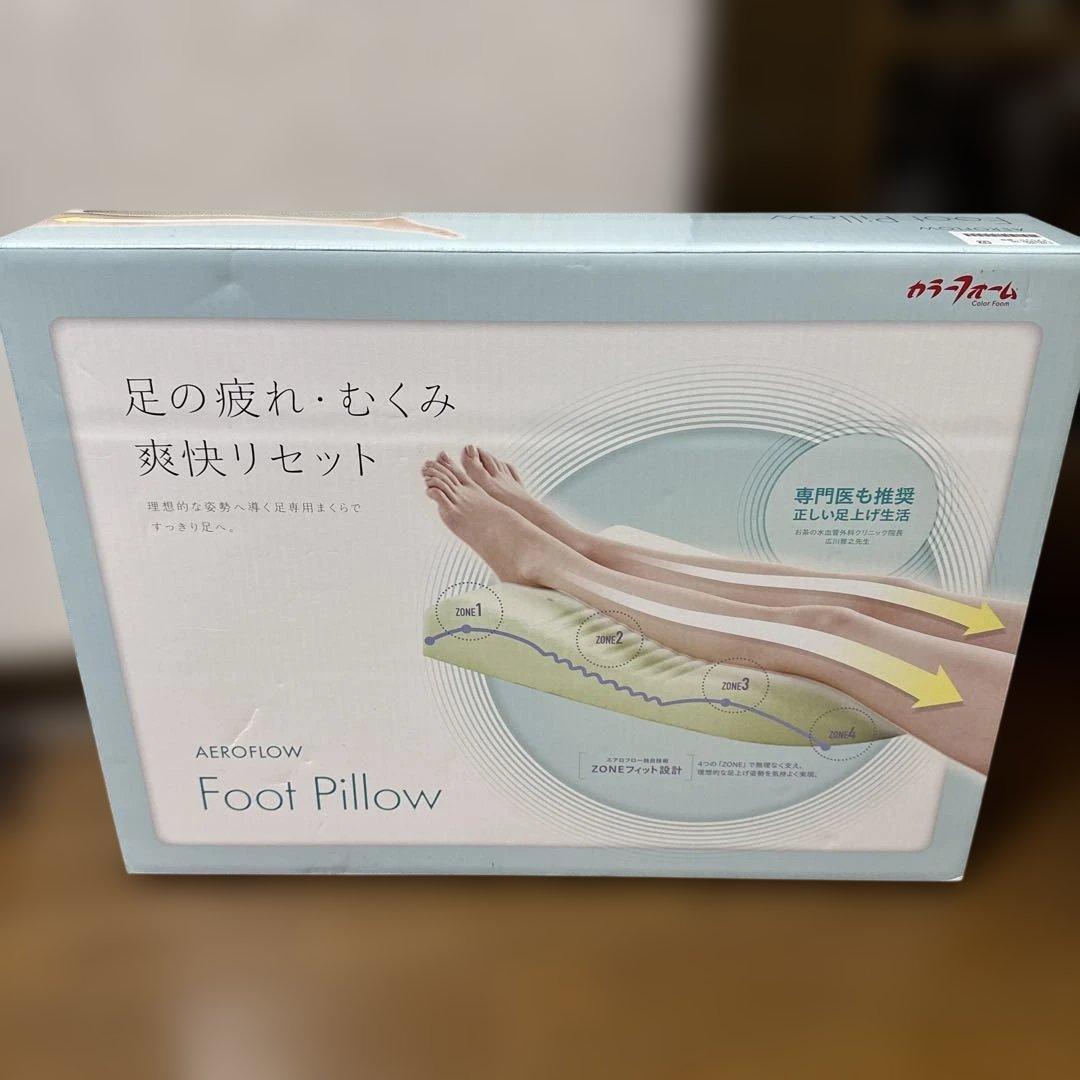 Foot Pillow
AEROFLOW
カラーフォーム
Color Foam
足の疲れ・むくみ
爽快リセット
理想的な姿勢へ導く足専用まくらで
すっきり足へ。
専門医も推奨
正しい足上げ生活
お茶の水血管外科クリニック院長
広川雅之先生
ZONE1
ZONE2
ZONE3
ZONE4
エアロフロー独自技術
ZONEフィット設計
4つの「ZONE」で無理なく支え、
理想的な足上げ姿勢を気持よく実現。
AEROFLOW
Foot Pillow